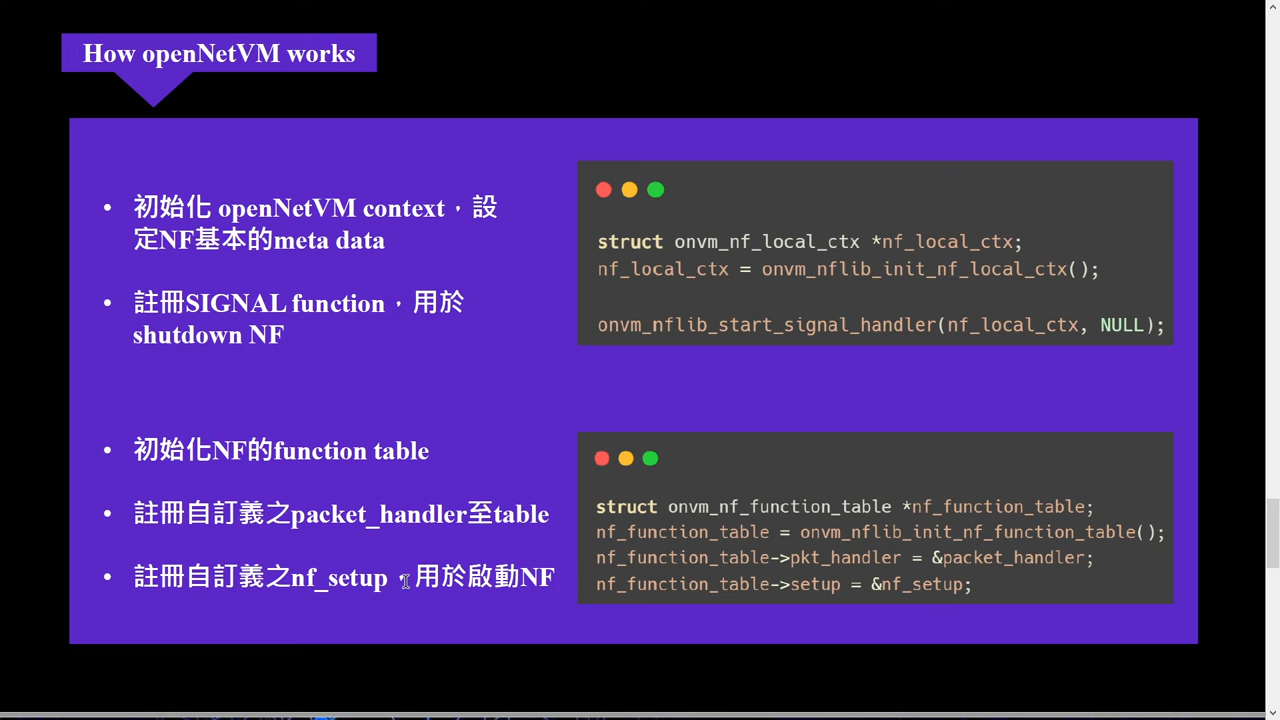 How openNetVM works
• 初始化 openNetVM context，設
定NF基本的meta data
• 註冊SIGNAL function，用於
shutdown NF
struct onvm_nf_local_ctx *nf_local_ctx;
nf_local_ctx = onvm_nflib_init_nf_local_ctx();
onvm_nflib_start_signal_handler(nf_local_ctx, NULL);
• 初始化NF的function table
• 註冊自訂義之packet_handler至table
• 註冊自訂義之nf_setup，用於啟動NF
struct onvm_nf_function_table *nf_function_table;
nf_function_table = onvm_nflib_init_nf_function_table();
nf_function_table->pkt_handler = &packet_handler;
nf_function_table->setup = &nf_setup;